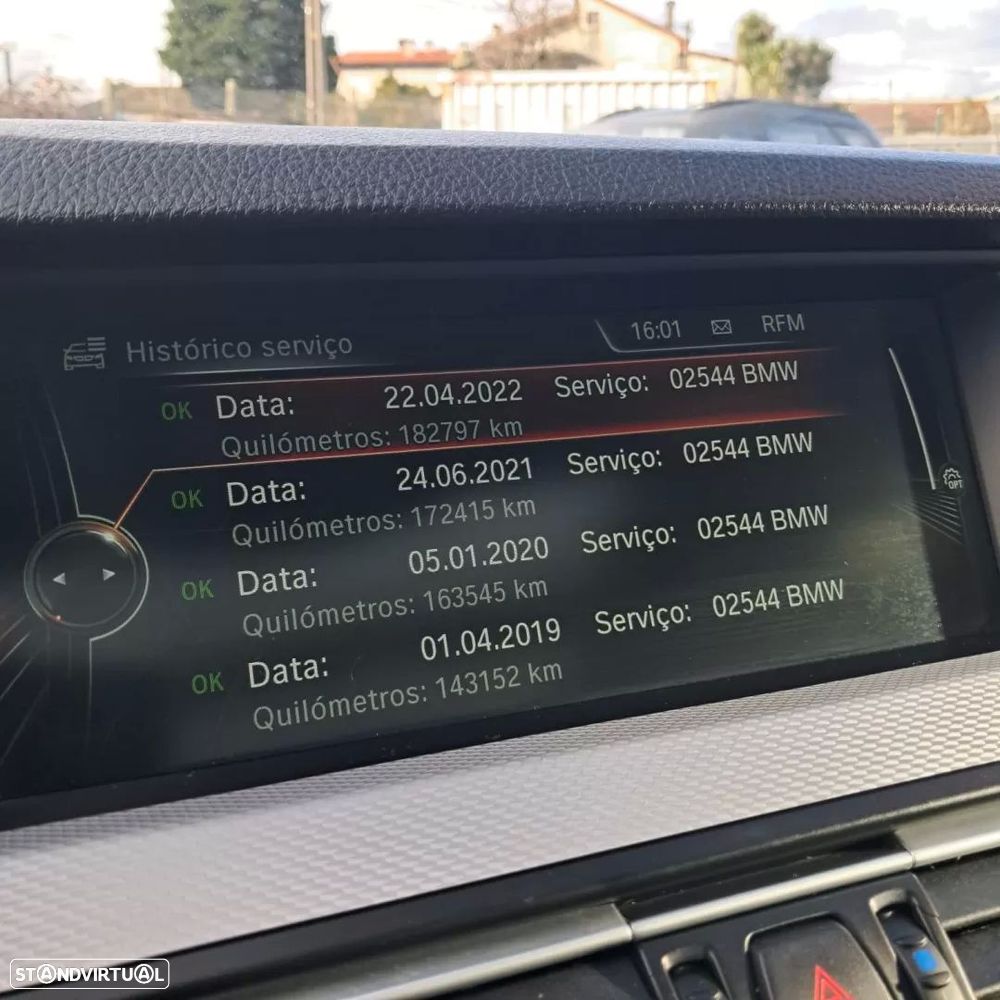 Histórico serviço
16:01 RFM
OK Data: 22.04.2022 Serviço: 02544 BMW
Quilómetros: 182797 km
OK Data: 24.06.2021 Serviço: 02544 BMW
Quilómetros: 172415 km
OPT
OK Data: 05.01.2020 Serviço: 02544 BMW
Quilómetros: 163545 km
OK Data: 01.04.2019 Serviço: 02544 BMW
Quilómetros: 143152 km
STANDVIRTUAL